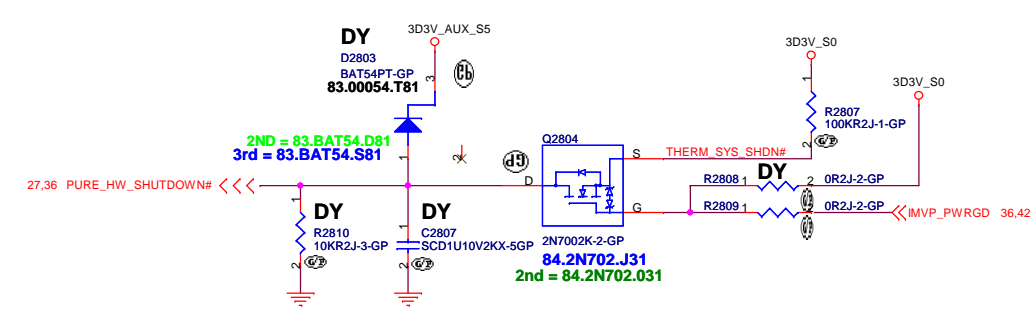 DY
3D3V_AUX_S5
D2803
BAT54PT-GP
83.00054.T81
3
2ND = 83.BAT54.D81
3rd = 83.BAT54.S81
1
2
27,36 PURE_HW_SHUTDOWN#
DY
R2810
10KR2J-3-GP
1
2
DY
C2807
SCD1U10V2KX-5GP
1
2
Q2804
D
S
G
2N7002K-2-GP
84.2N702.J31
2nd = 84.2N702.031
THERM_SYS_SHDN#
3D3V_S0
1
R2807
100KR2J-1-GP
2
3D3V_S0
DY
R2808 1 2 0R2J-2-GP
R2809 1 2 0R2J-2-GP
IMVP_PWRGD 36,42